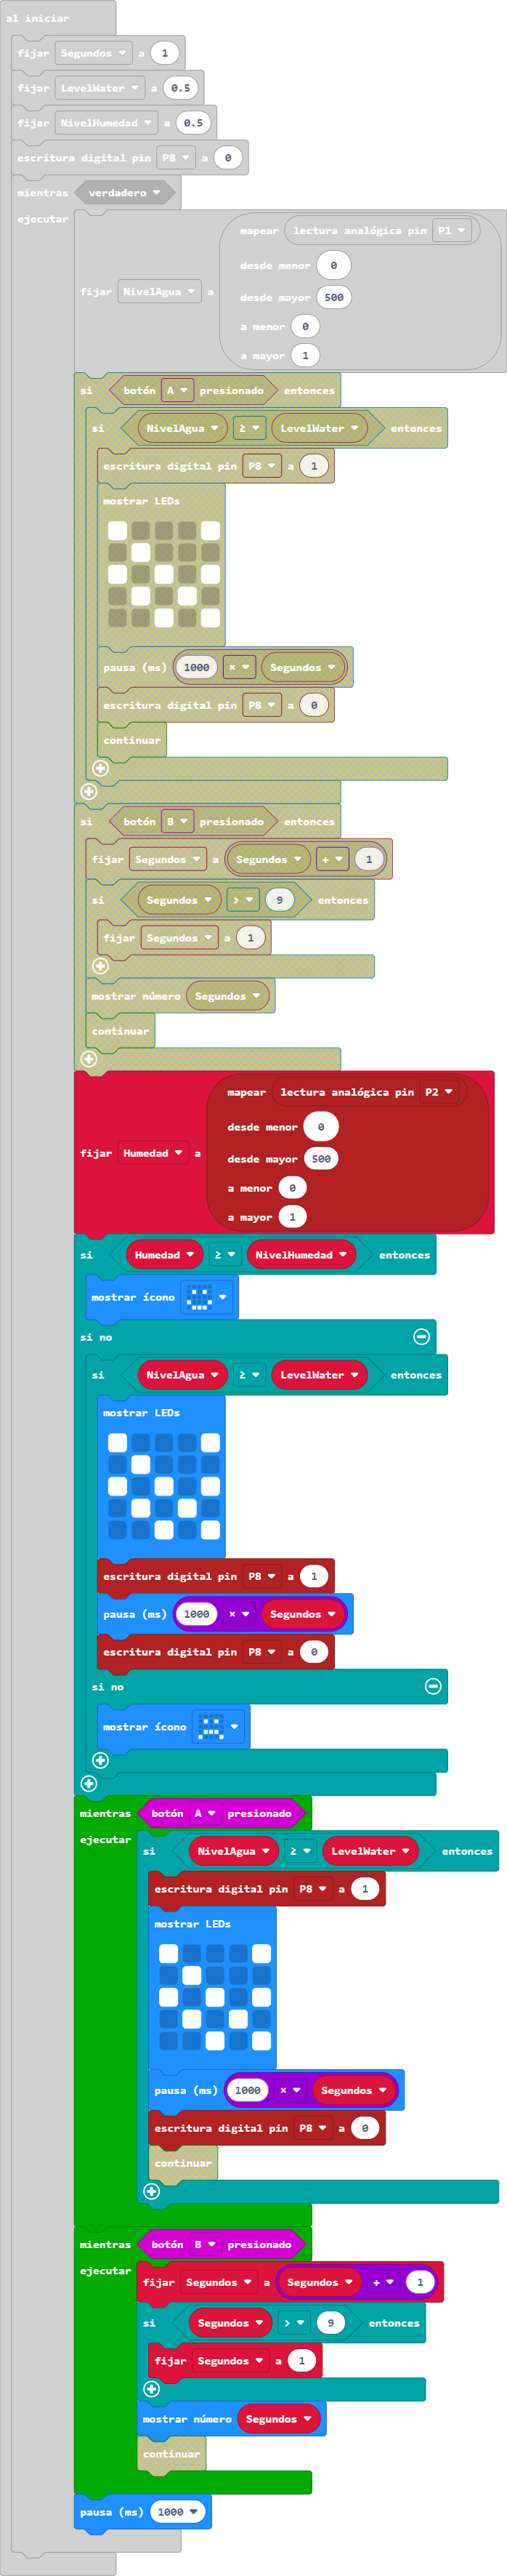 al iniciar
fijar Segundos a 1
fijar LevelWater a 0.5
fijar NivelHumedad a 0.5
escritura digital pin P8 a 0
mientras verdadero
ejecutar
mapear lectura analógica pin P1
desde menor 0
fijar NivelAgua a
desde mayor 500
a menor 0
a mayor 1
si botón A presionado entonces
si NivelAgua ≥ LevelWater entonces
escritura digital pin P8 a 1
mostrar LEDs
pausa (ms) 1000 × Segundos
escritura digital pin P8 a 0
continuar
si botón B presionado entonces
fijar Segundos a Segundos + 1
si Segundos > 9 entonces
fijar Segundos a 1
mostrar número Segundos
continuar
mapear lectura analógica pin P2
desde menor 0
fijar Humedad a
desde mayor 500
a menor 0
a mayor 1
si Humedad ≥ NivelHumedad entonces
mostrar ícono
si no
si NivelAgua ≥ LevelWater entonces
mostrar LEDs
escritura digital pin P8 a 1
pausa (ms) 1000 × Segundos
escritura digital pin P8 a 0
si no
mostrar ícono
mientras botón A presionado
ejecutar
si NivelAgua ≥ LevelWater entonces
escritura digital pin P8 a 1
mostrar LEDs
pausa (ms) 1000 × Segundos
escritura digital pin P8 a 0
continuar
mientras botón B presionado
ejecutar
fijar Segundos a Segundos + 1
si Segundos > 9 entonces
fijar Segundos a 1
mostrar número Segundos
continuar
pausa (ms) 1000